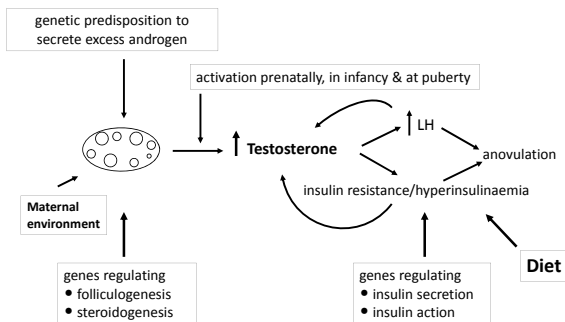 genetic predisposition to
secrete excess androgen
activation prenatally, in infancy & at puberty
LH
Testosterone
anovulation
insulin resistance/hyperinsulinaemia
Maternal
environment
Diet
genes regulating
● folliculogenesis
● steroidogenesis
genes regulating
● insulin secretion
● insulin action